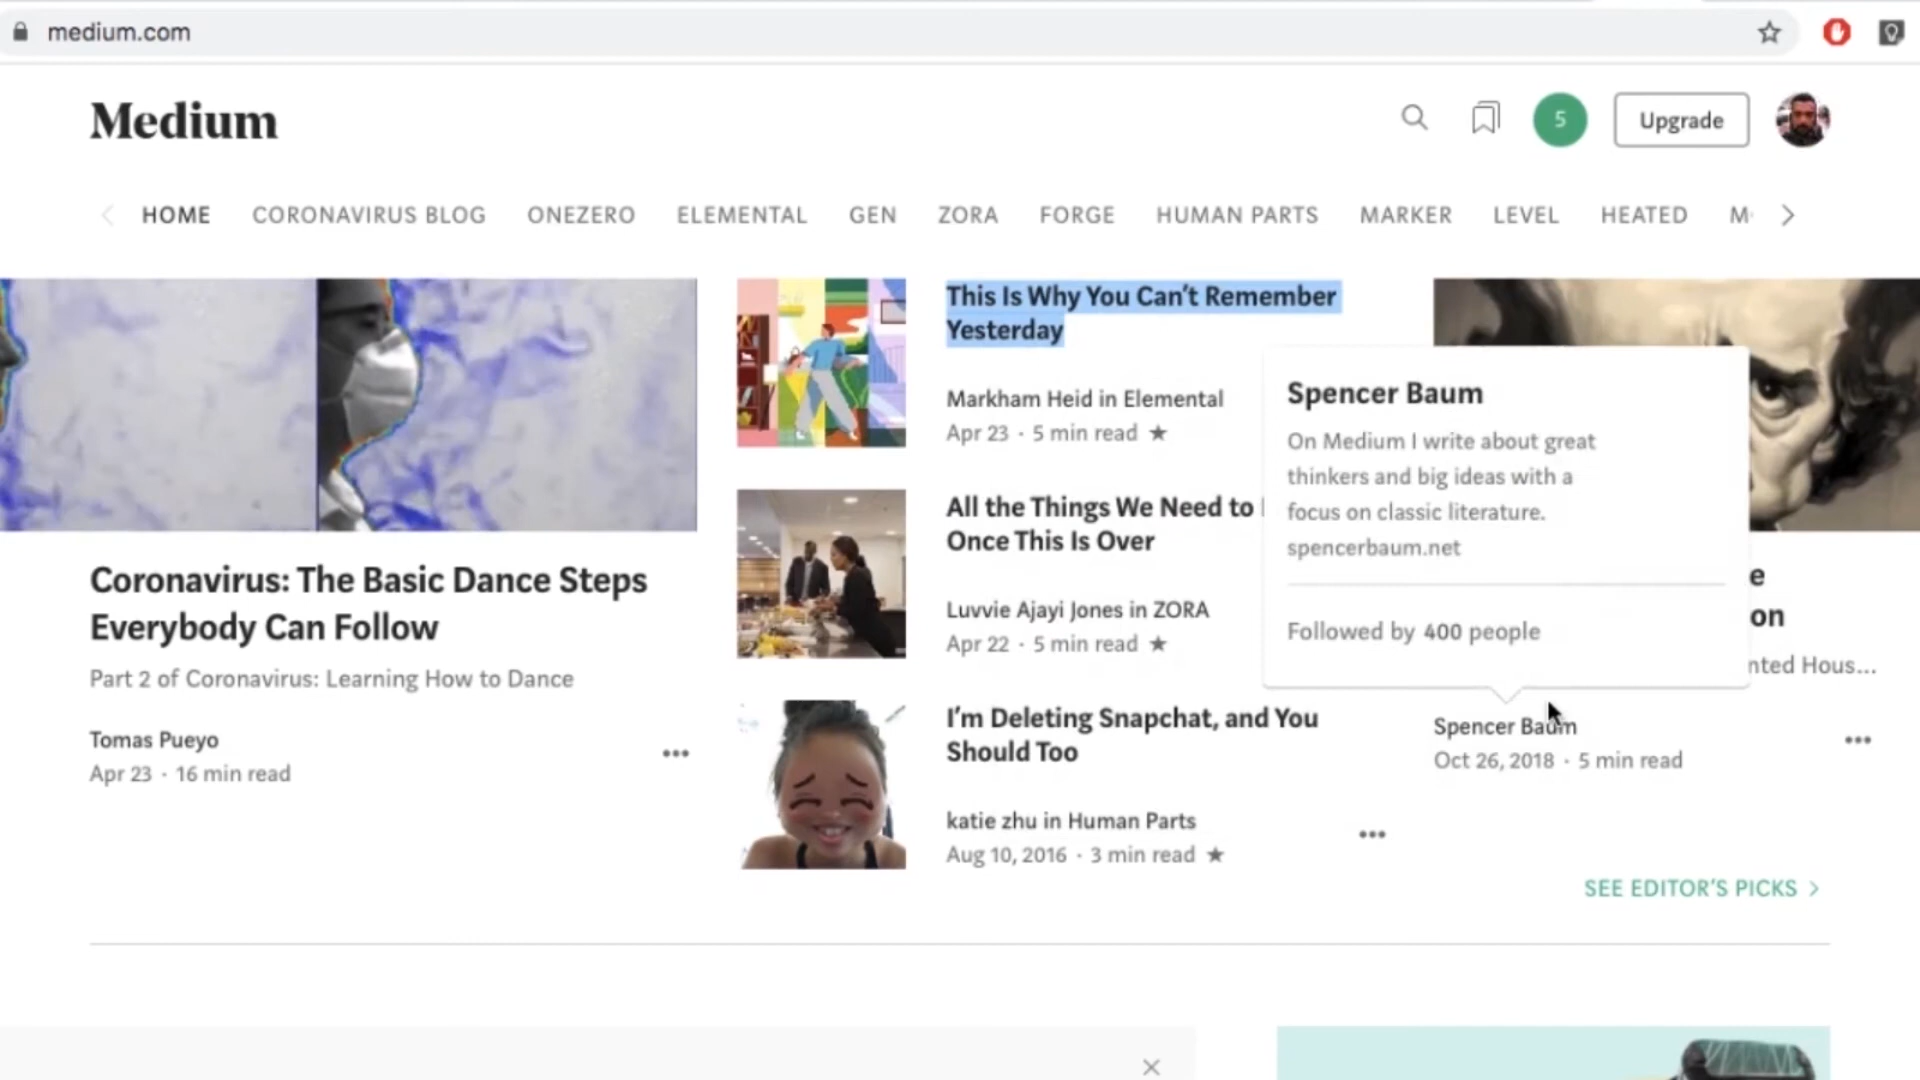 medium.com
Medium
5
Upgrade
HOME CORONAVIRUS BLOG ONEZERO ELEMENTAL GEN ZORA FORGE HUMAN PARTS MARKER LEVEL HEATED
Coronavirus: The Basic Dance Steps
Everybody Can Follow
Part 2 of Coronavirus: Learning How to Dance
Tomas Pueyo
Apr 23 · 16 min read
This Is Why You Can’t Remember
Yesterday
Markham Heid in Elemental
Apr 23 · 5 min read ★
All the Things We Need to
Once This Is Over
Luvvie Ajayi Jones in ZORA
Apr 22 · 5 min read ★
I’m Deleting Snapchat, and You
Should Too
katie zhu in Human Parts
Aug 10, 2016 · 3 min read ★
Spencer Baum
On Medium I write about great
thinkers and big ideas with a
focus on classic literature.
spencerbaum.net
Followed by 400 people
Spencer Baum
Oct 26, 2018 · 5 min read
SEE EDITOR’S PICKS